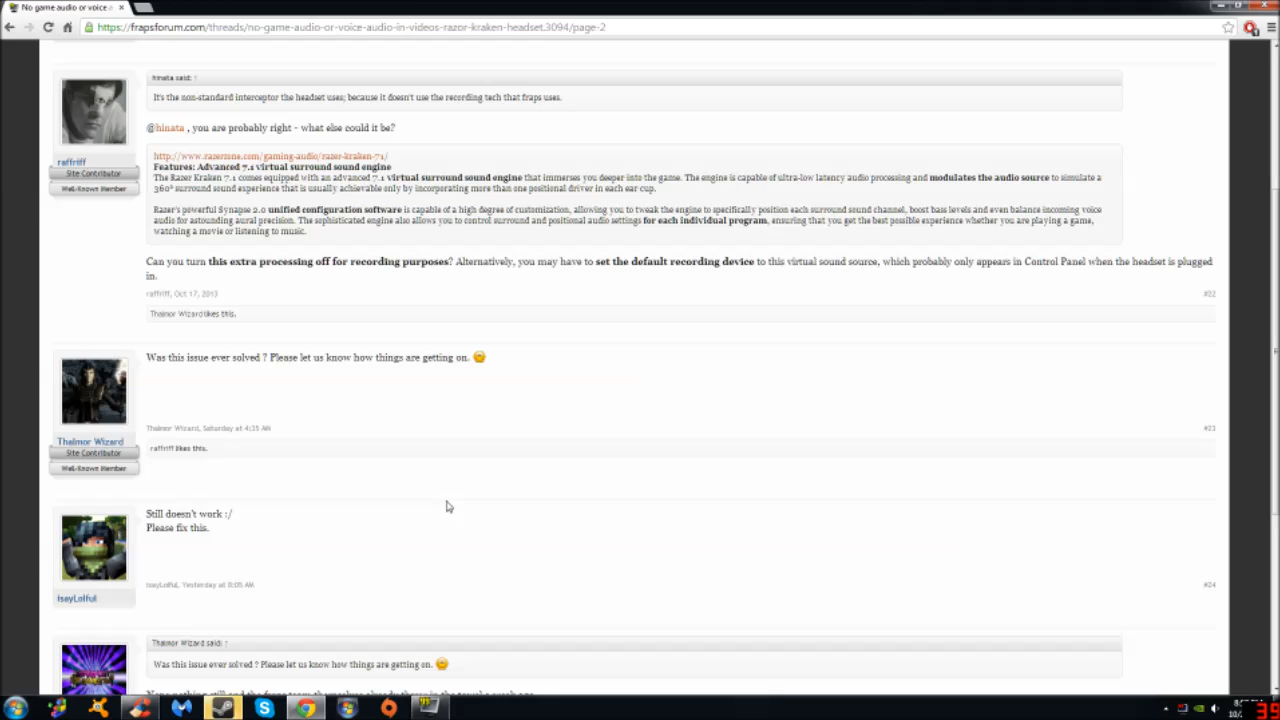 No game audio or voice a
https://frapsforum.com/threads/no-game-audio-or-voice-audio-in-videos-razor-kraken-headset.3094/page-2
hinata said: ↑
It's the non-standard interceptor the headset uses; because it doesn't use the recording tech that fraps uses.
@hinata , you are probably right - what else could it be?
http://www.razerzone.com/gaming-audio/razer-kraken-71/
Features: Advanced 7.1 virtual surround sound engine
The Razer Kraken 7.1 comes equipped with an advanced 7.1 virtual surround sound engine that immerses you deeper into the game. The engine is capable of ultra-low latency audio processing and modulates the audio source to simulate a
360° surround sound experience that is usually achievable only by incorporating more than one positional driver in each ear cup.
Razer's powerful Synapse 2.0 unified configuration software is capable of a high degree of customization, allowing you to tweak the engine to specifically position each surround sound channel, boost bass levels and even balance incoming voice
audio for astounding aural precision. The sophisticated engine also allows you to control surround and positional audio settings for each individual program, ensuring that you get the best possible experience whether you are playing a game,
watching a movie or listening to music.
Can you turn this extra processing off for recording purposes? Alternatively, you may have to set the default recording device to this virtual sound source, which probably only appears in Control Panel when the headset is plugged
in.
raffriff
Site Contributor
Well-Known Member
raffriff, Oct 17, 2013
#22
Thalmor Wizard likes this.
Was this issue ever solved ? Please let us know how things are getting on.
Thalmor Wizard
Site Contributor
Well-Known Member
Thalmor Wizard, Saturday at 4:35 AM
#23
raffriff likes this.
Still doesn't work :/
Please fix this.
IseyLolful
IseyLolful, Yesterday at 8:05 AM
#24
Thalmor Wizard said: ↑
Was this issue ever solved ? Please let us know how things are getting on.
39